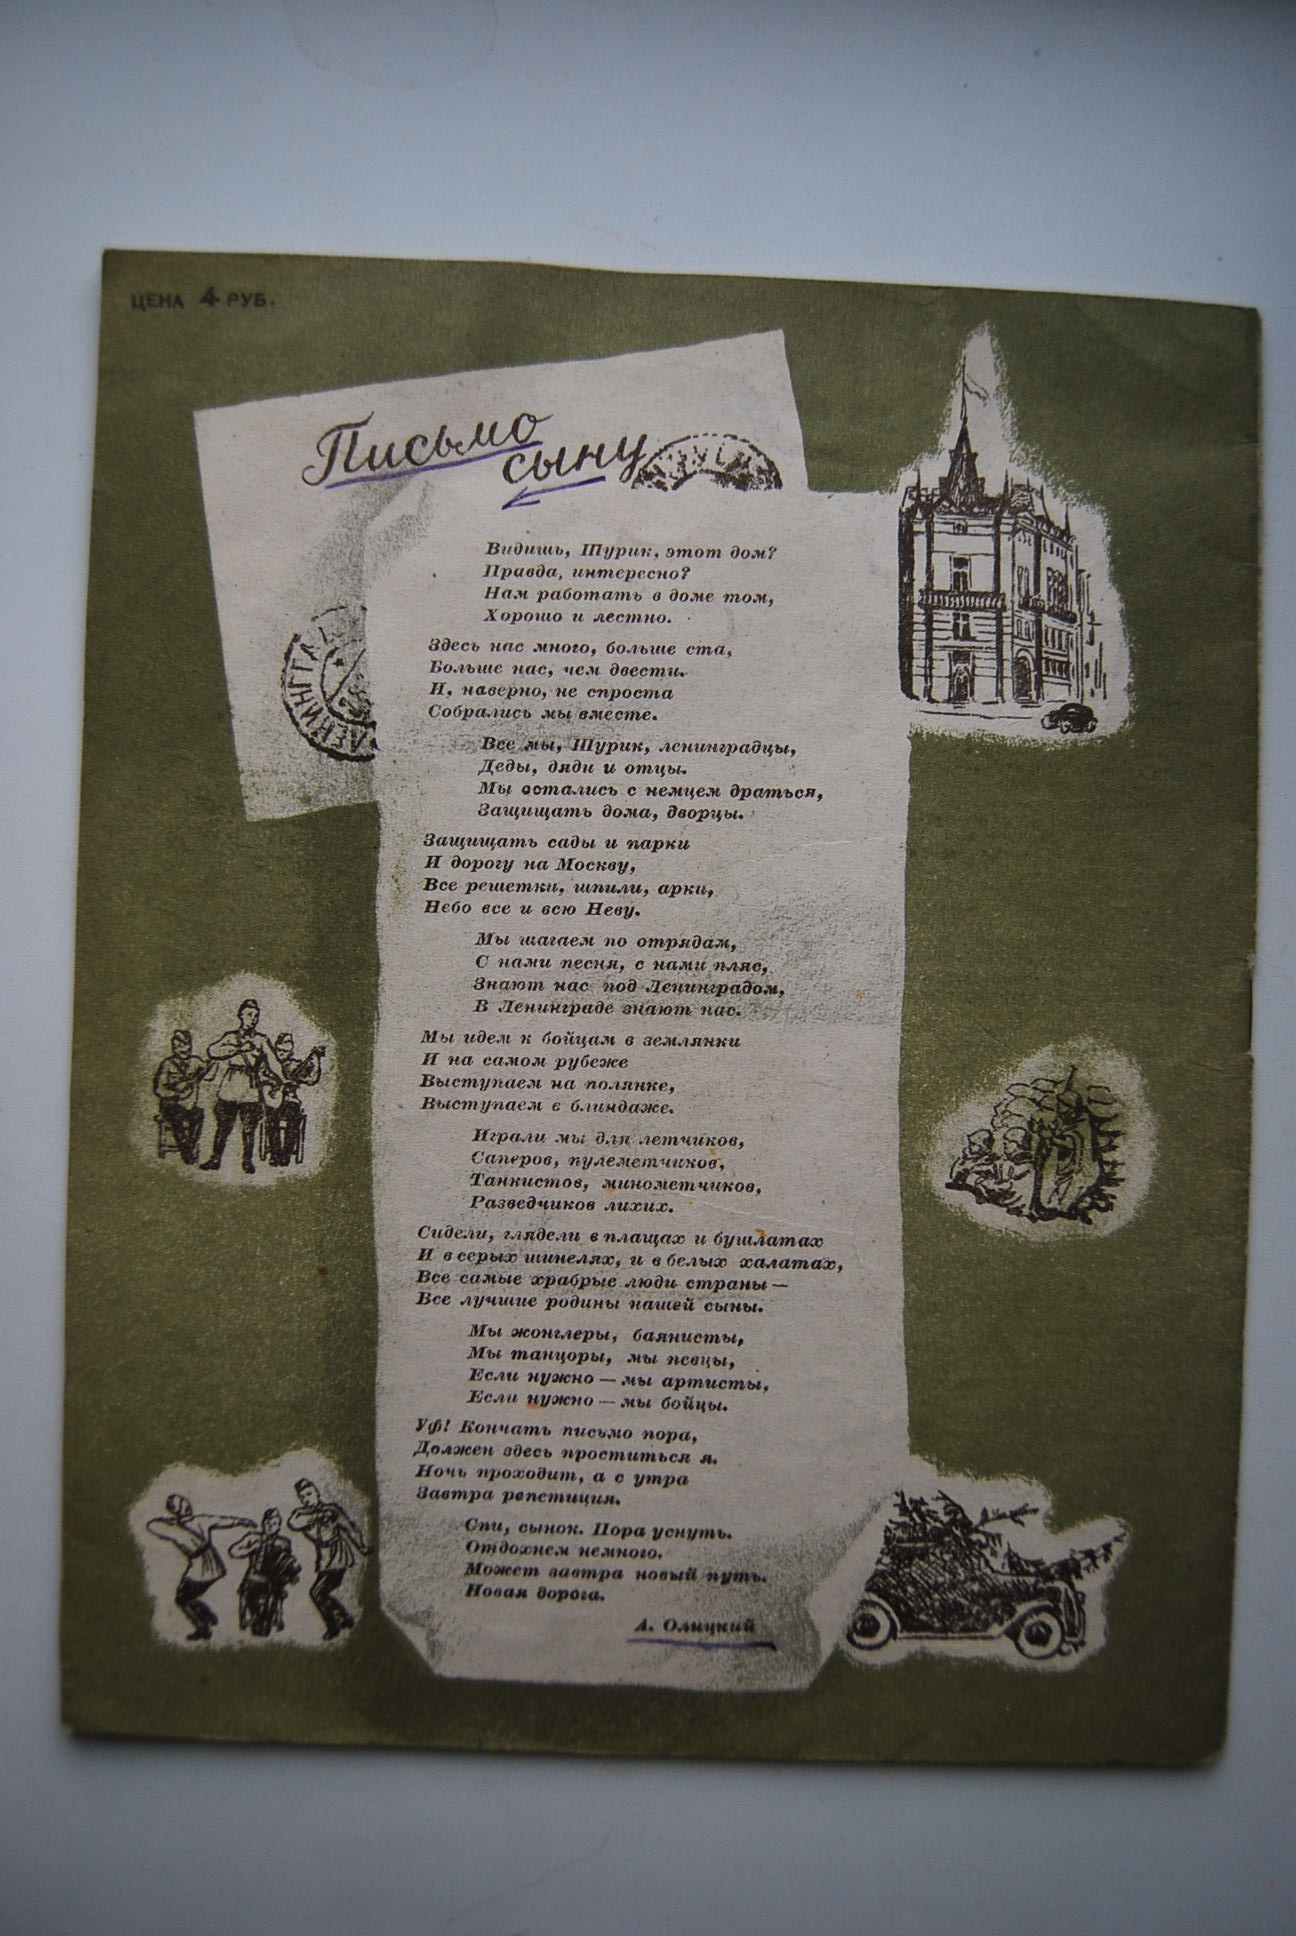 ЦЕНА 4 РУБ.
Письмо
сыну
ЛЕНИНГРА
Видишь, Шурик, этот дом?
Правда, интересно?
Нам работать в доме том,
Хорошо и лестно.
Здесь нас много, больше ста,
Больше нас, чем двести.
И, наверно, не спроста
Собрались мы вместе.
Все мы, Шурик, ленинградцы,
Деды, дяди и отцы.
Мы остались с немцем драться,
Защищать дома, дворцы.
Защищать сады и парки
И дорогу на Москву,
Все решетки, шпили, арки,
Небо все и всю Неву.
Мы шагаем по отрядам,
С нами песня, с нами пляс,
Знают нас под Ленинградом,
В Ленинграде знают нас.
Мы идем к бойцам в землянки
И на самом рубеже
Выступаем на полянке,
Выступаем в блиндаже.
Играли мы для летчиков,
Саперов, пулеметчиков,
Танкистов, минометчиков,
Разведчиков лихих.
Сидели, глядели в плащах и бушлатах
И в серых шинелях, и в белых халатах,
Все самые храбрые люди страны —
Все лучшие родины нашей сыны.
Мы жонглеры, баянисты,
Мы танцоры, мы певцы,
Если нужно — мы артисты,
Если нужно — мы бойцы.
Уф! Кончать письмо пора,
Должен здесь проститься я.
Ночь проходит, а с утра
Завтра репетиция.
Спи, сынок. Пора уснуть.
Отдохнем немного.
Может завтра новый путь.
Новая дорога.
А. Олицкий